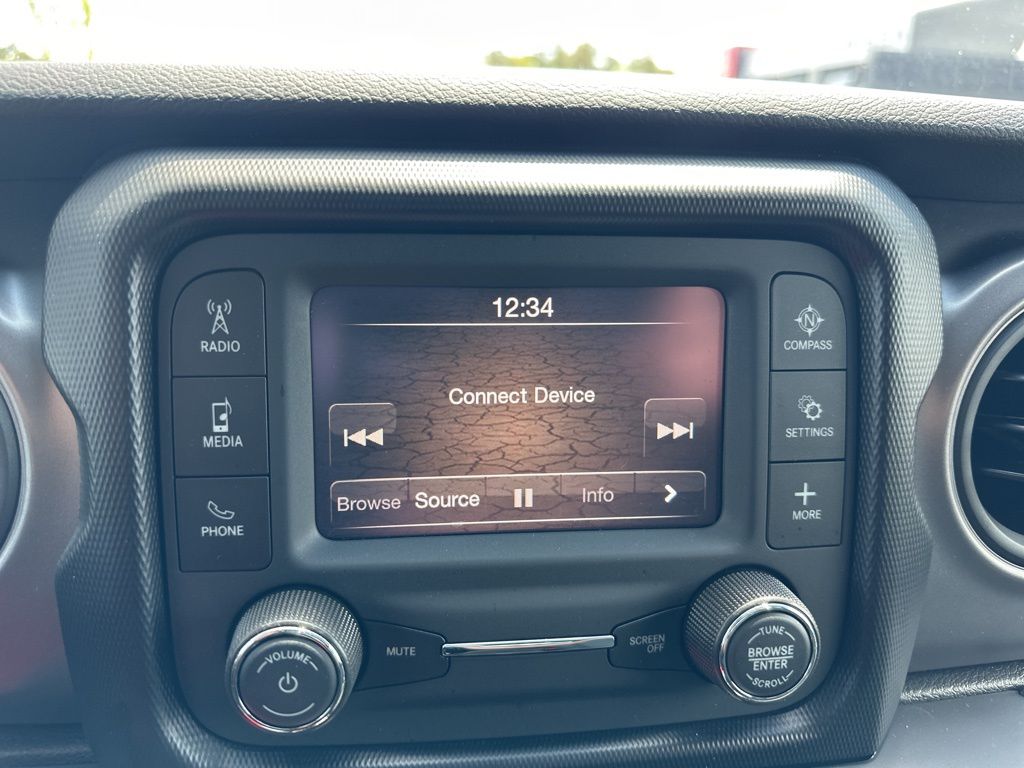 12:34
RADIO
N
COMPASS
Connect Device
MEDIA
SETTINGS
Browse Source Info
PHONE
MORE
MUTE
SCREEN
OFF
VOLUME
TUNE
BROWSE
ENTER
SCROLL